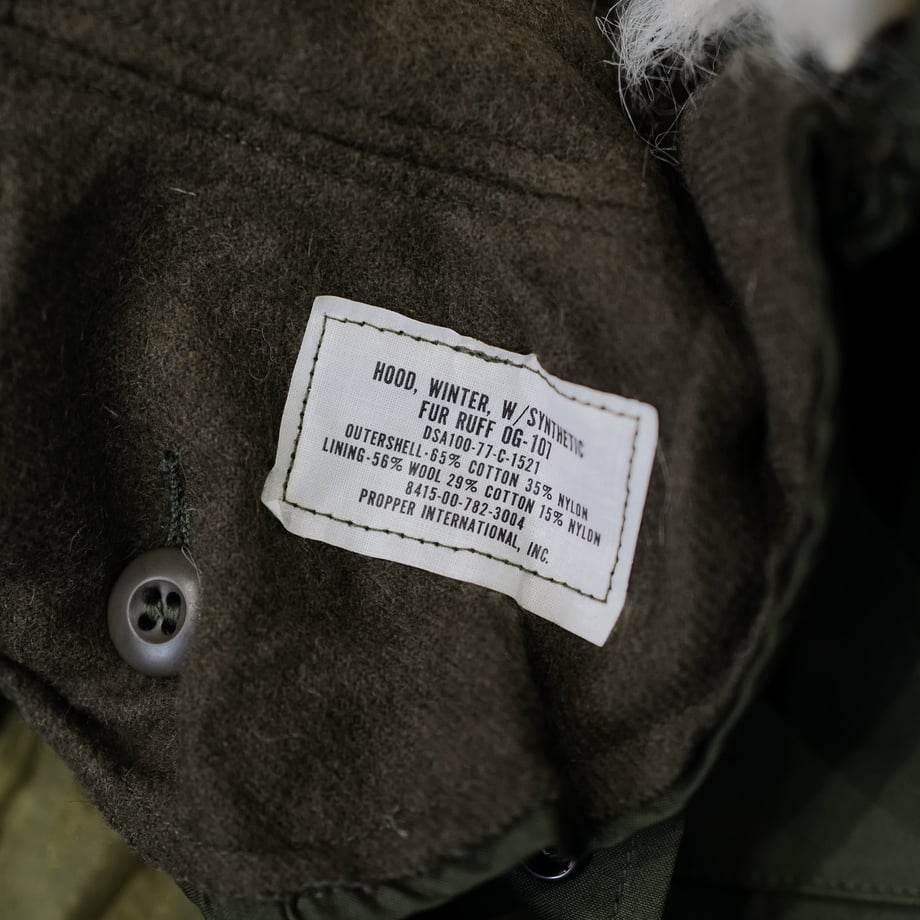 HOOD, WINTER, W/SYNTHETIC
FUR RUFF OG-107
DSA100-77-C-1521
OUTERSHELL-65% COTTON 35% NYLON
LINING-56% WOOL 29% COTTON 15% NYLON
8415-00-782-3004
PROPPER INTERNATIONAL, INC.